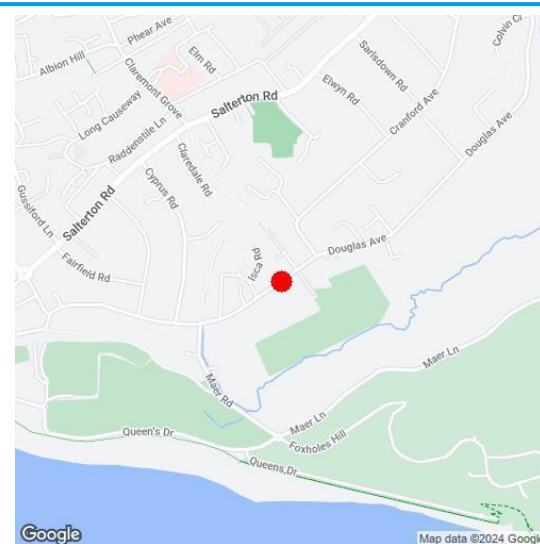 Phear Ave
Albion Hill
Elm Rd
Claremont Grove
Long Causeway
Raddenstile Ln
Salterton Rd
Sarlsdown Rd
Elwyn Rd
Cranford Ave
Colvin Cl
Douglas Ave
Claredale Rd
Cyprus Rd
Gussiford Ln
Salterton Rd
Fairfield Rd
Isca Rd
Douglas Ave
Maer Rd
Maer Ln
Maer Ln
Foxholes Hill
Queen's Dr
Queens Dr
Google
Map data ©2024 Google